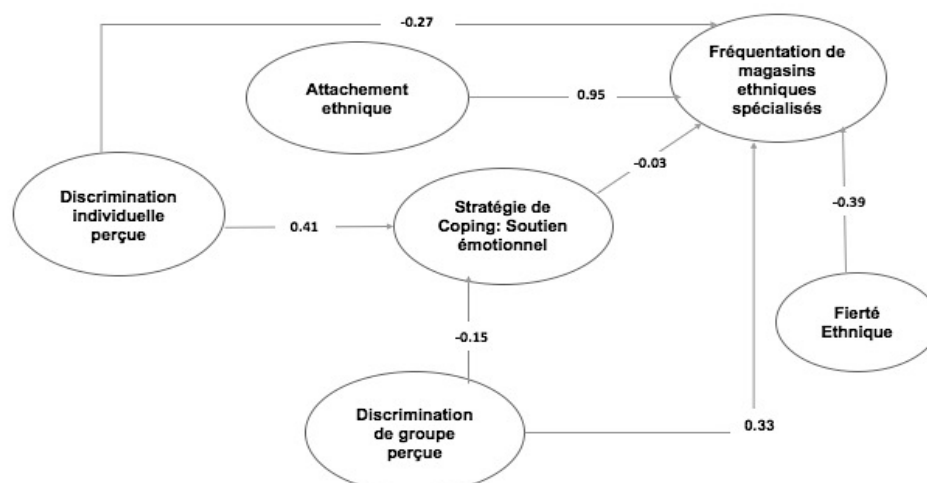 -0.27
Fréquentation de
magasins
ethniques
spécialisés
Attachement
ethnique
0.95
-0.03
Discrimination
individuelle
perçue
0.41
Stratégie de
Coping: Soutien
émotionnel
-0.39
Fierté
Ethnique
-0.15
Discrimination
de groupe
perçue
0.33